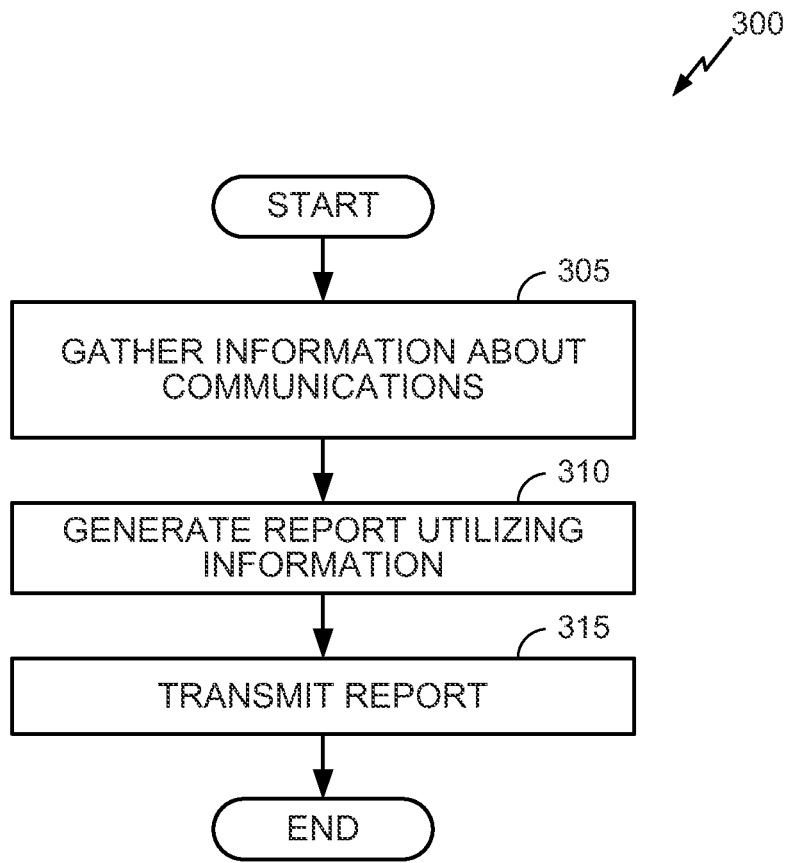 300
START
305
GATHER INFORMATION ABOUT
COMMUNICATIONS
310
GENERATE REPORT UTILIZING
INFORMATION
315
TRANSMIT REPORT
END